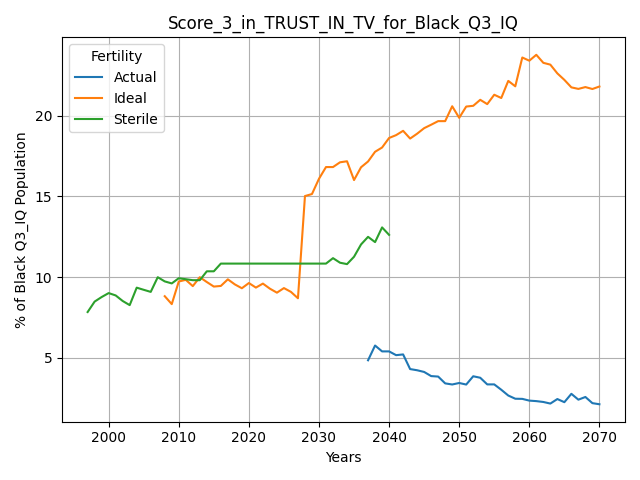 Score_3_in_TRUST_IN_TV_for_Black_Q3_IQ
Fertility
Actual
Ideal
Sterile
% of Black Q3_IQ Population
20
15
10
5
2000 2010 2020 2030 2040 2050 2060 2070
Years